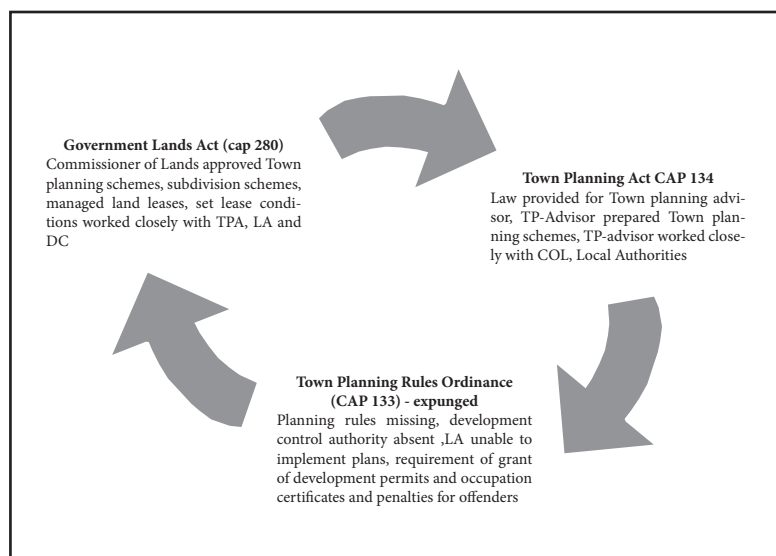 Government Lands Act (cap 280)
Commissioner of Lands approved Town
planning schemes, subdivision schemes,
managed land leases, set lease condi-
tions worked closely with TPA, LA and
DC
Town Planning Act CAP 134
Law provided for Town planning advi-
sor, TP-Advisor prepared Town plan-
ning schemes, TP-advisor worked close-
ly with COL, Local Authorities
Town Planning Rules Ordinance
(CAP 133) - expunged
Planning rules missing, development
control authority absent ,LA unable to
implement plans, requirement of grant
of development permits and occupation
certificates and penalties for offenders